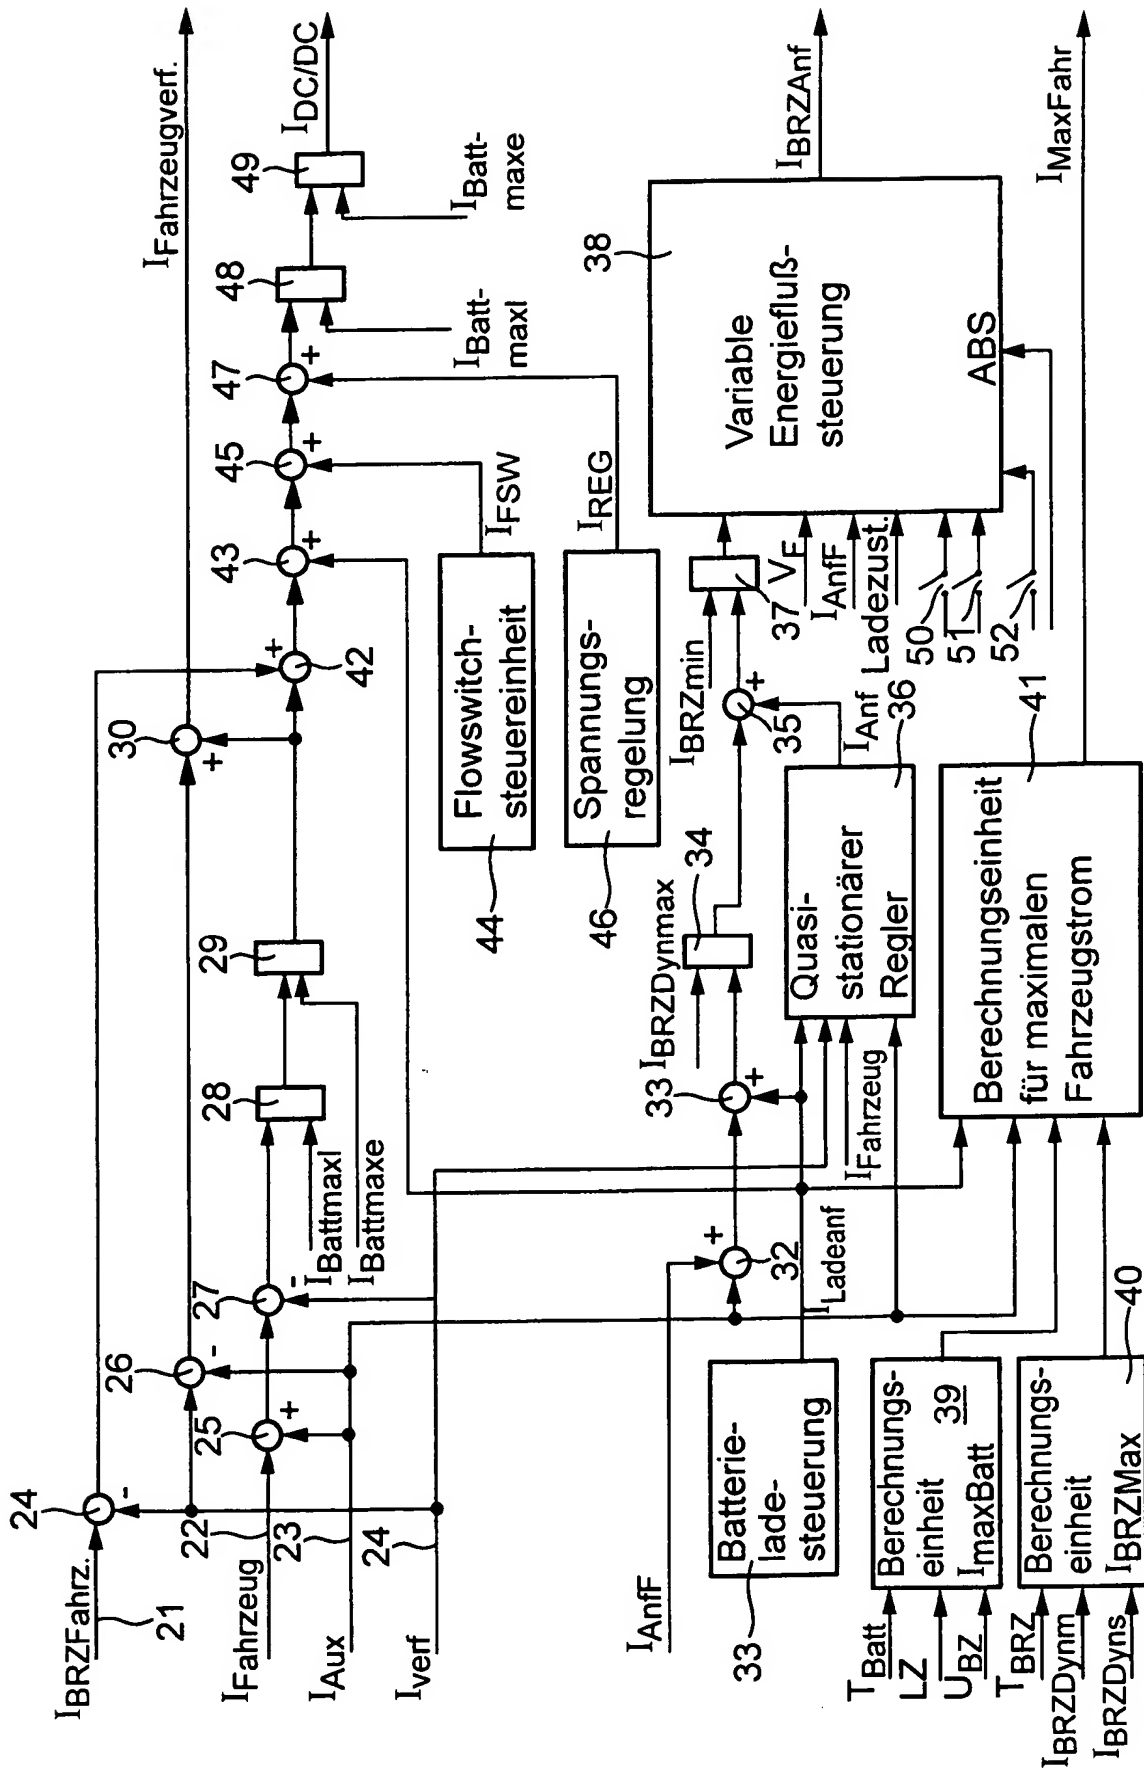 IFahrzeugverf.
IDC/DC
49
IBatt-
maxe
48
IBatt-
maxl
47
45
43
42
30
29
28
27
26
25
24
IBRZFahrz.
21
22
IFahrzeug
23
IAux
24
Iverf
IBattmaxl
IBattmaxe
+
+
+
+
+
+
-
-
-
Flowswitch-
steuereinheit
44
IFSW
Spannungs-
regelung
46
IREG
IAnfF
32
+
33
+
IBRZDynmax
34
35
+
IBRZmin
37
VF
IAnfF
Ladezust.
50
51
52
38
Variable
Energiefluß-
steuerung
ABS
IBRZAnf
Batterie-
lade-
steuerung
33
ILadeanf
IFahrzeug
Quasi-
stationärer
Regler
36
IAnf
TBatt
LZ
UBZ
Berechnungs-
einheit 39
ImaxBatt
TBRZ
IBRZDynm
IBRZDyns
Berechnungs-
einheit
IBRZMax
40
Berechnungseinheit
für maximalen
Fahrzeugstrom
41
IMaxFahr